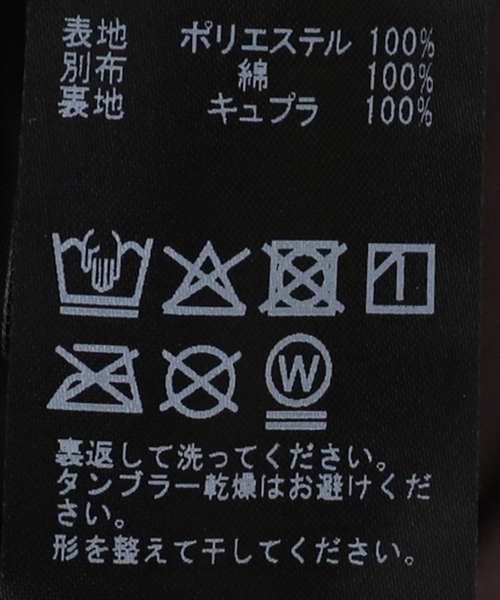 表地 ポリエステル 100%
別布 綿 100%
裏地 キュプラ 100%
W
裏返して洗ってください。
タンブラー乾燥はお避けくだ
さい。
形を整えて干してください。